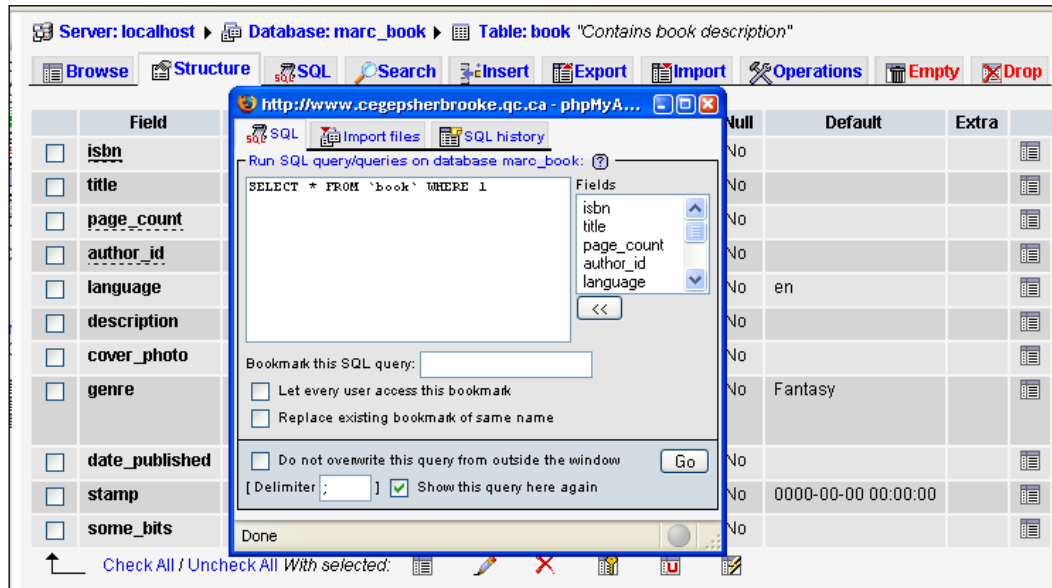 Server: localhost ▶ Database: marc_book ▶ Table: book "Contains book description"
Browse Structure SQL Search Insert Export Import Operations Empty Drop
http://www.cegepsherbrooke.qc.ca - phpMyA...
SQL Import files SQL history
Run SQL query/queries on database marc_book:
SELECT * FROM `book` WHERE 1
Fields
isbn
title
page_count
author_id
language
<<
Bookmark this SQL query:
Let every user access this bookmark
Replace existing bookmark of same name
Do not overwrite this query from outside the window
Go
[ Delimiter ; ] Show this query here again
Done
Field Null Default Extra
isbn No
title No
page_count No
author_id No
language No en
description No
cover_photo No
genre No Fantasy
date_published No
stamp No 0000-00-00 00:00:00
some_bits No
Check All / Uncheck All With selected: